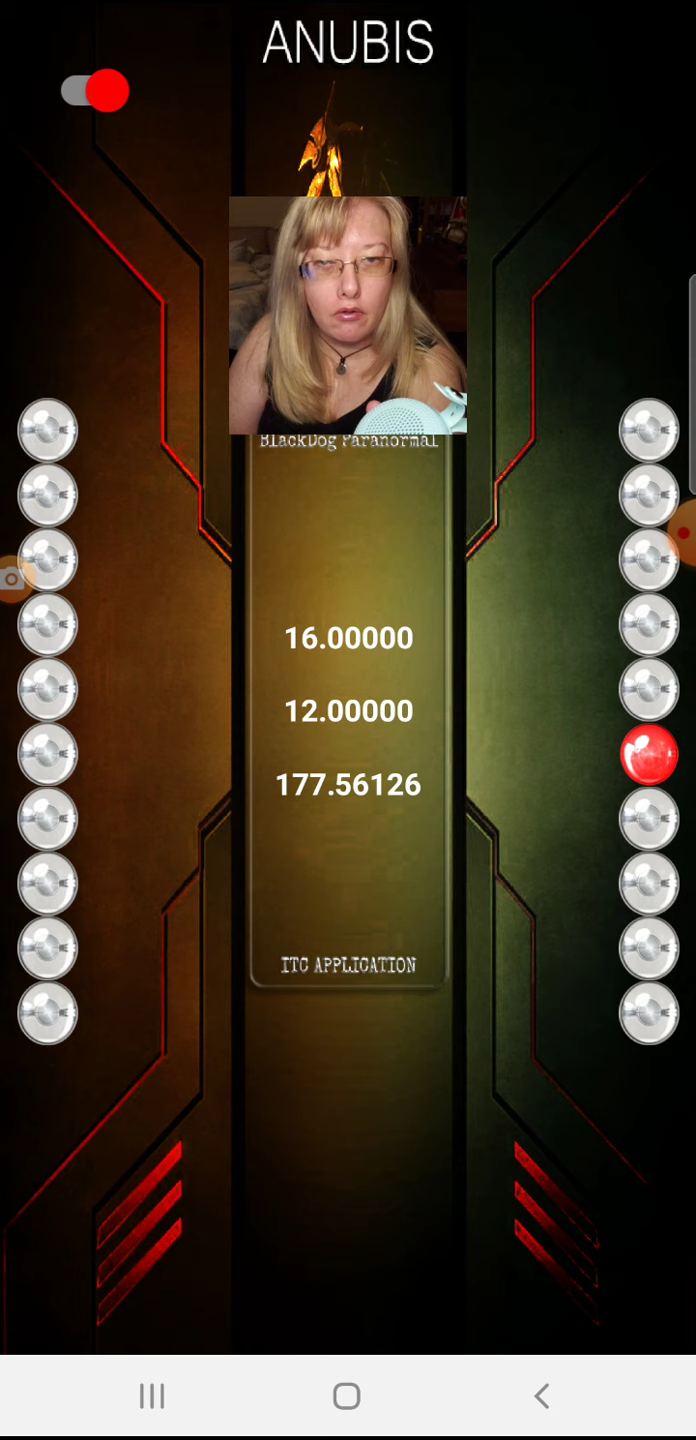 ANUBIS
BlackDog Paranormal
16.00000
12.00000
177.56126
ITC APPLICATION